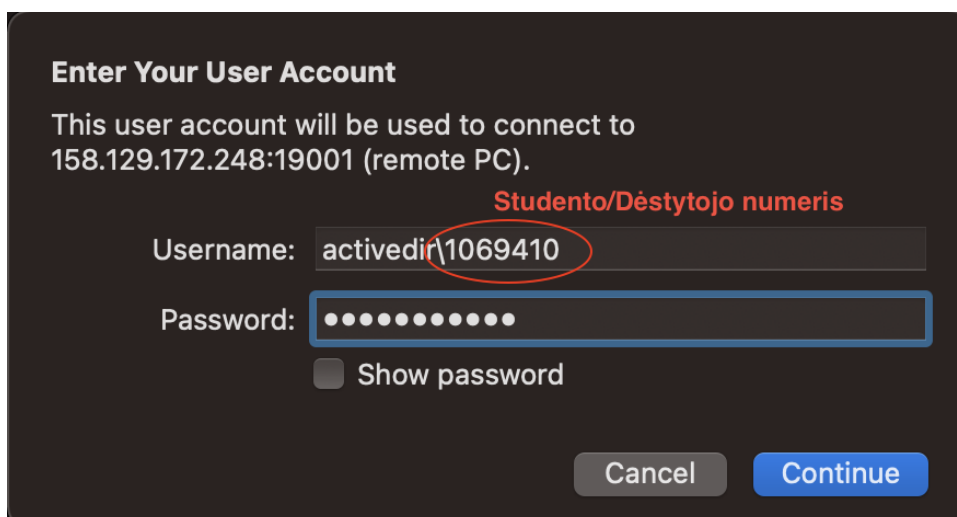 Enter Your User Account
This user account will be used to connect to
158.129.172.248:19001 (remote PC).
Studento/Dėstytojo numeris
Username: activedir\1069410
Password: ●●●●●●●●●●●
Show password
Cancel Continue